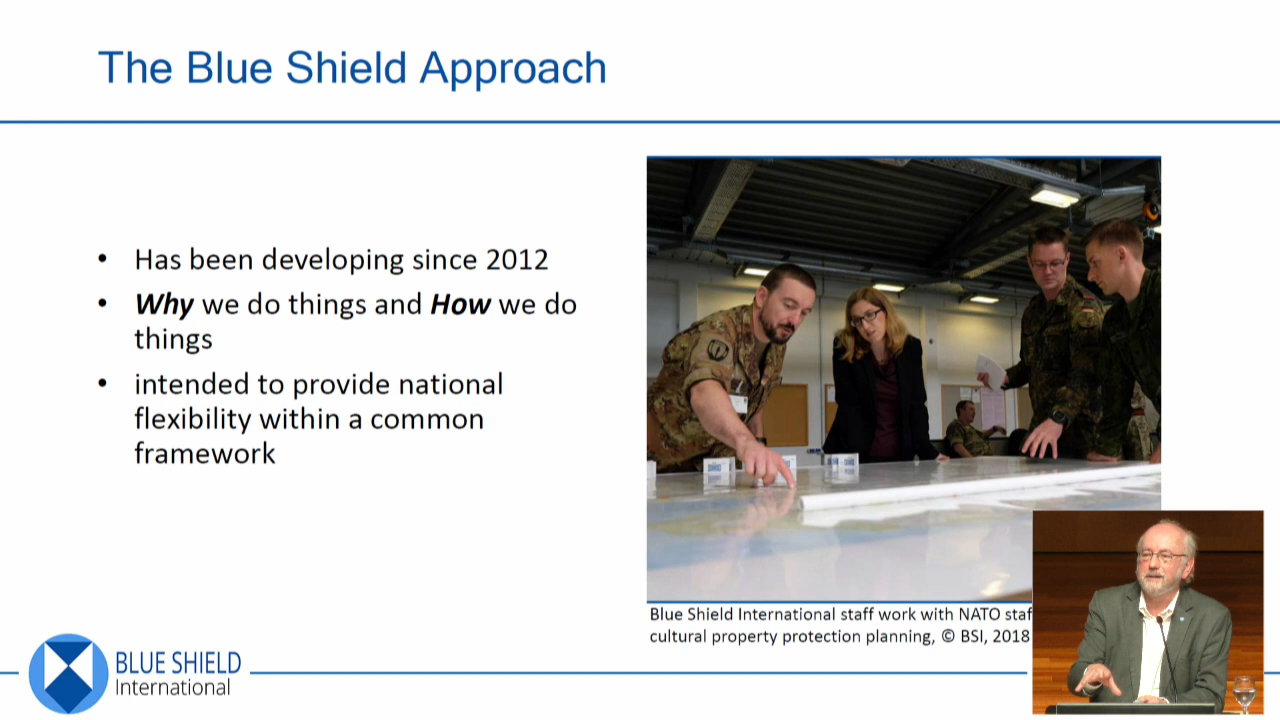 The Blue Shield Approach
• Has been developing since 2012
• Why we do things and How we do
things
• intended to provide national
flexibility within a common
framework
Blue Shield International staff work with NATO
cultural property protection planning, © BSI, 2018
BLUE SHIELD
International